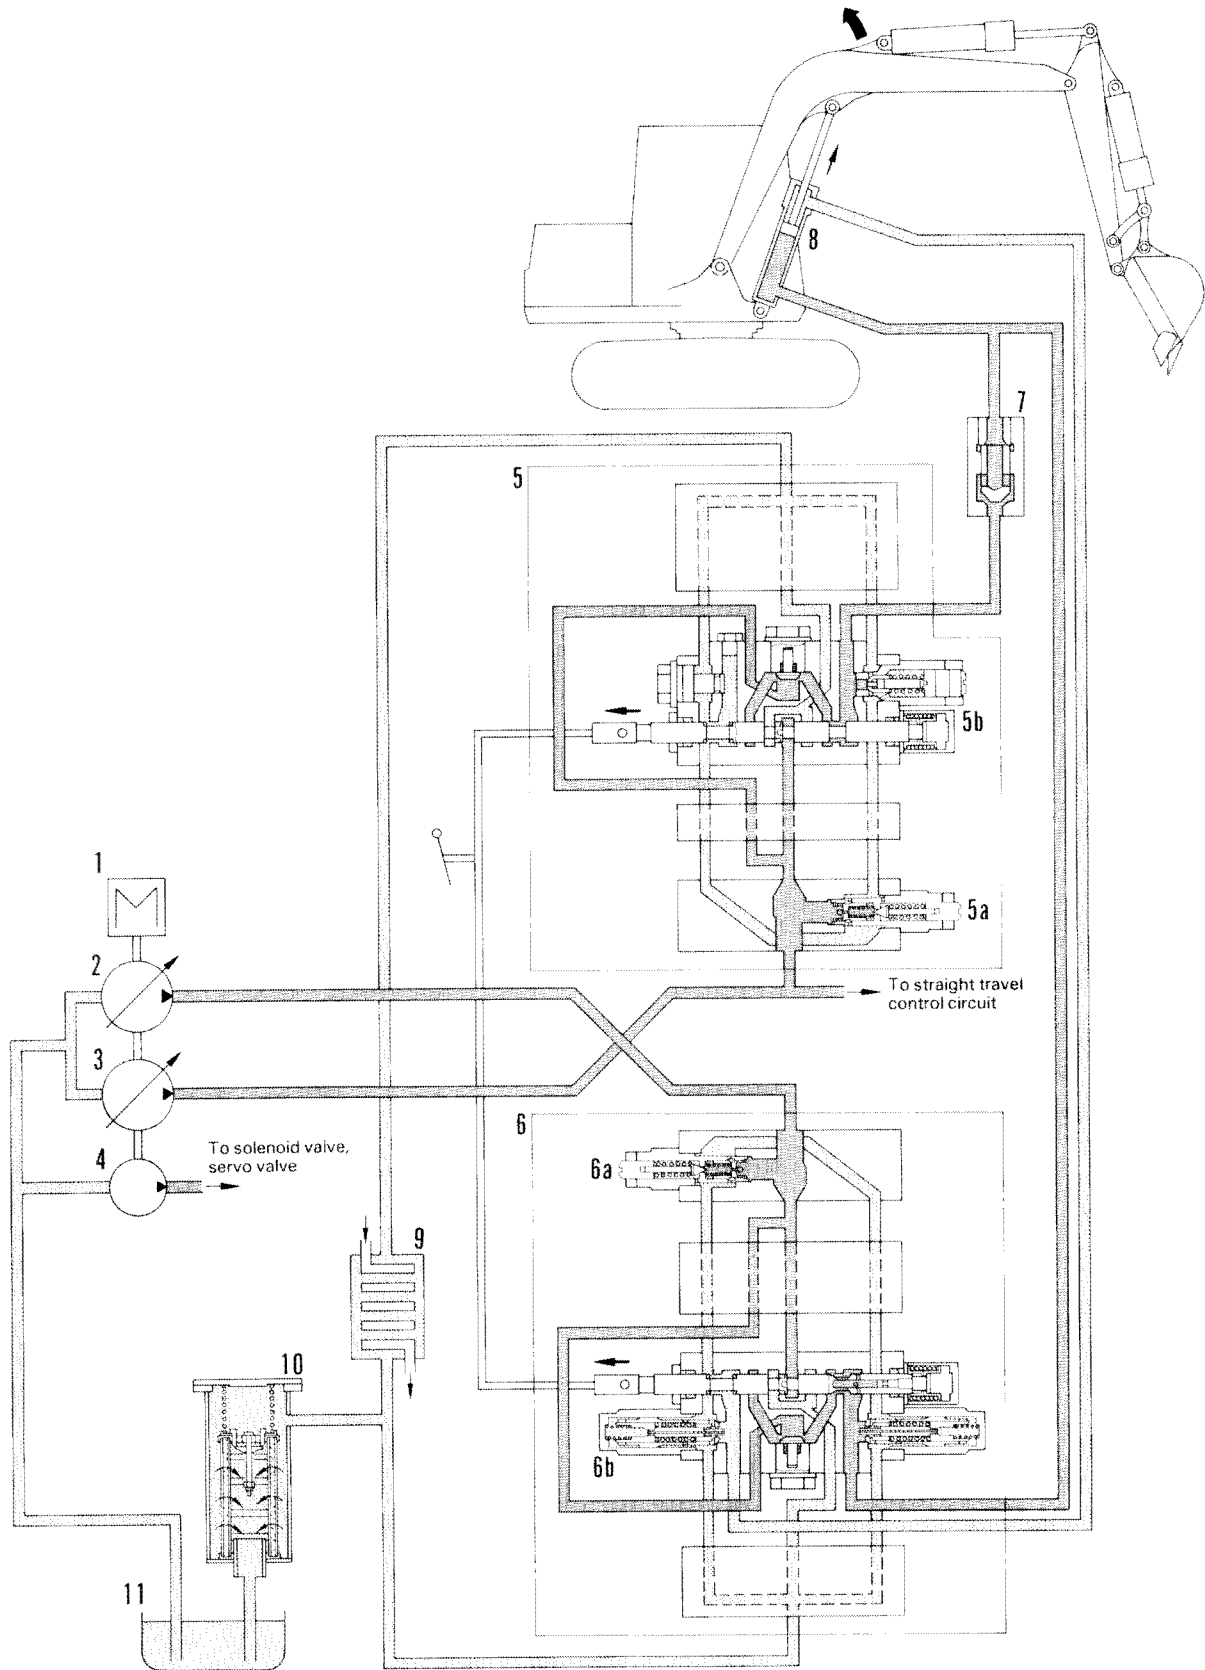 8
7
5
5b
1
5a
2
To straight travel
control circuit
3
6
4
To solenoid valve,
servo valve
6a
9
10
6b
11